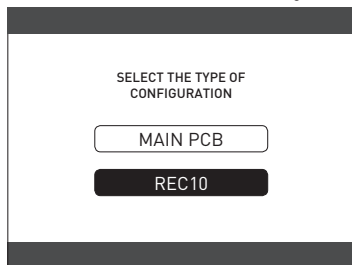 SELECT THE TYPE OF
CONFIGURATION
MAIN PCB
REC10